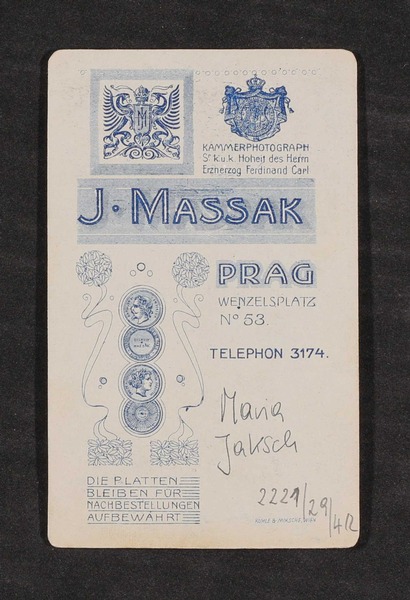 KAMMERPHOTOGRAPH
Sr K.u.k. Hoheit des Herrn
Erzherzog Ferdinand Carl
J. MASSAK
PRAG
WENZELSPLATZ
No 53.
TELEPHON 3174.
Maria
Jaksch
DIE PLATTEN
BLEIBEN FÜR
NACHBESTELLUNGEN
AUFBEWAHRT
2229/29/4R